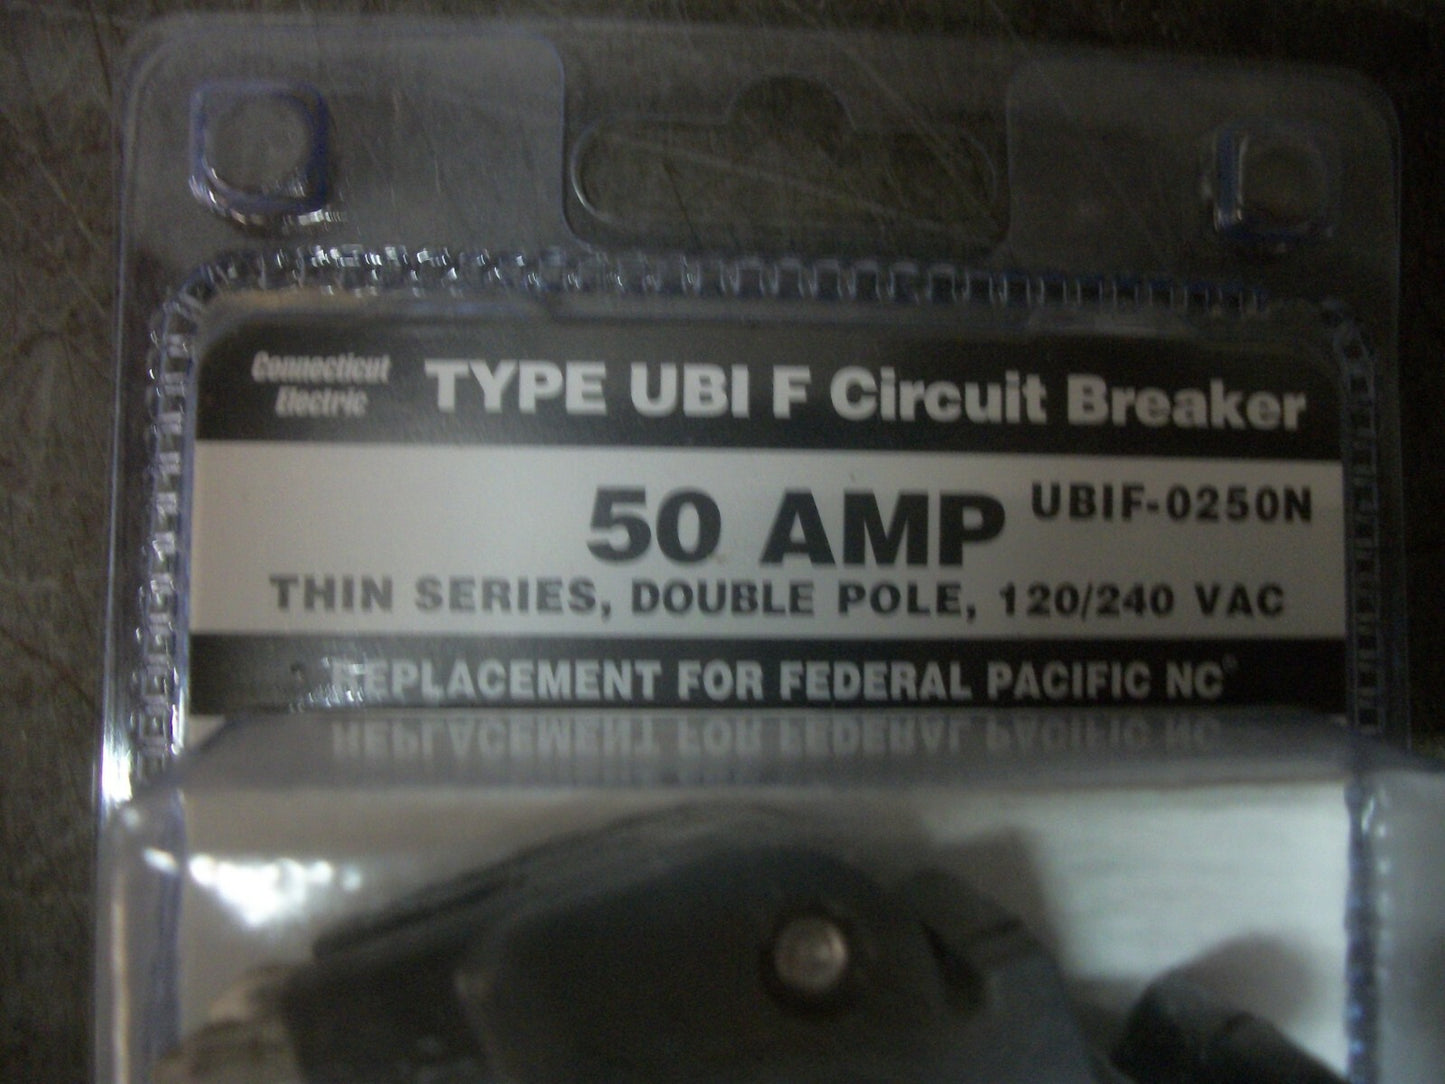 Connecticut
Electric
TYPE UBI F Circuit Breaker
50 AMP
UBIF-0250N
THIN SERIES, DOUBLE POLE, 120/240 VAC
REPLACEMENT FOR FEDERAL PACIFIC NC®